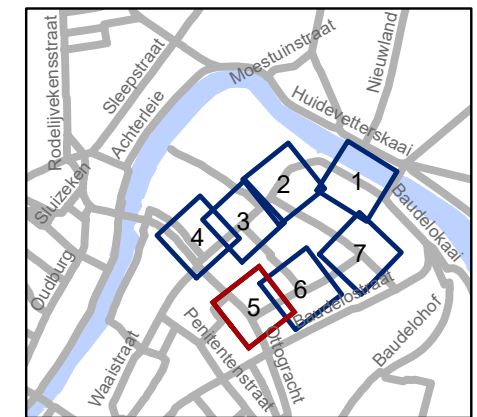 Rodelijvekensstraat
Sleepstraat
Moestuinstraat
Nieuwland
Achterleie
Huidevetterskaai
Sluizeken
1
2
3
4
Baudelokaai
7
6
5
Oudburg
Baudelostraat
Waaistraat
Penitentenstraat
Ottogracht
Baudelohof